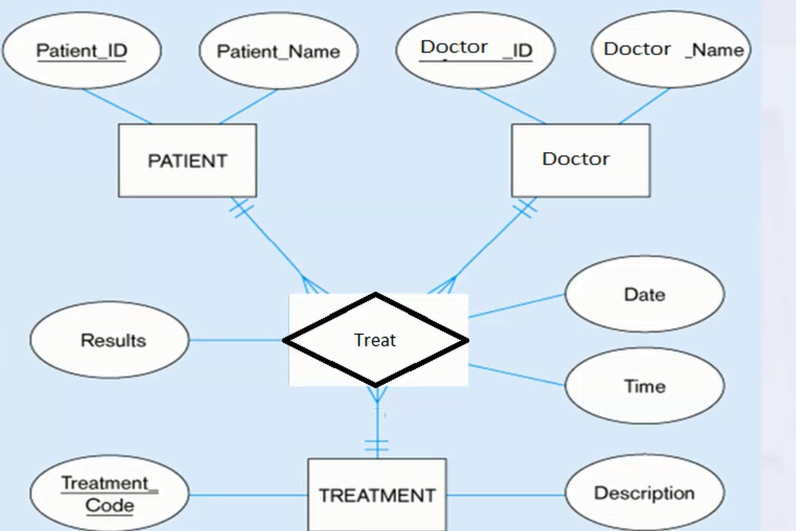 Patient_ID
Patient_Name
Doctor _ID
Doctor _Name
PATIENT
Doctor
Date
Results
Treat
Time
Treatment_
Code
TREATMENT
Description